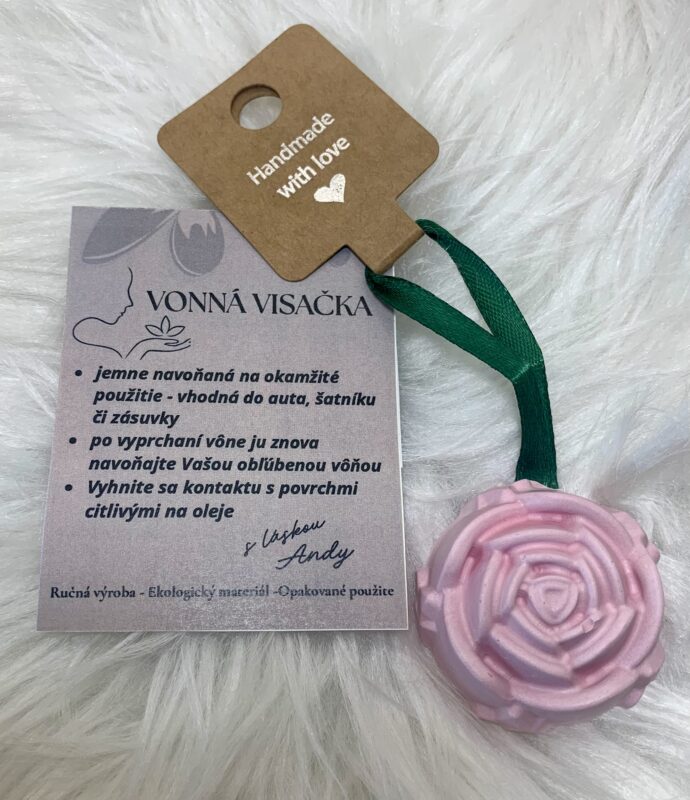 Handmade
with love
VONNÁ VISAČKA
• jemne navoňaná na okamžité
použitie - vhodná do auta, šatníku
či zásuvky
• po vyprchaní vône ju znova
navoňajte Vašou obľúbenou vôňou
• Vyhnite sa kontaktu s povrchmi
citlivými na oleje
s láskou
Andy
Ručná výroba - Ekologický materiál -Opakované použite